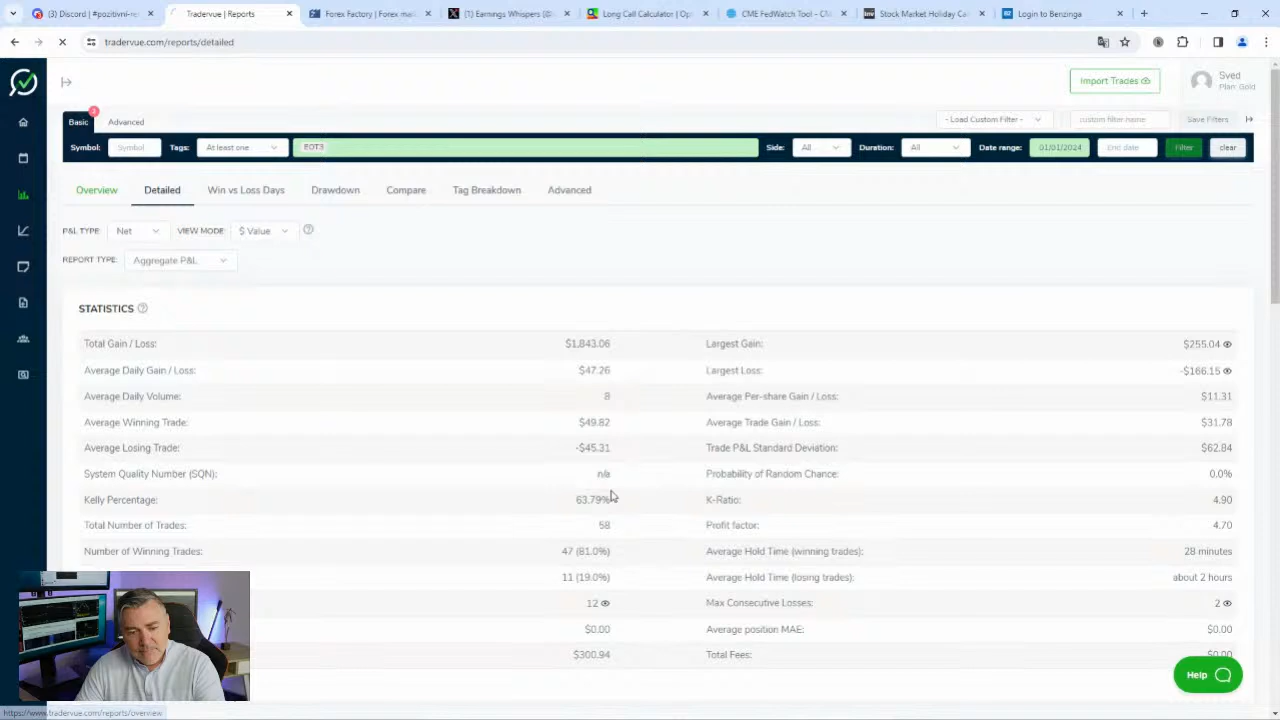 (3) Discord | #positivi-re
Tradervue | Reports
Forex Factory | Forex mar
(1) Earnings Whispers (@e
Long Call Calculator | Opt
CME FedWatch Tool - CM
Stock Market Holiday Ca
Login to Benzinga
tradervue.com/reports/detailed
Import Trades
Sved
Plan: Gold
Basic
Advanced
- Load Custom Filter -
custom filter name
Save Filters
Symbol:
Symbol
Tags:
At least one
EOT3
Side:
All ...
Duration:
All
Date range:
01/01/2024
End date
Filter
clear
Overview
Detailed
Win vs Loss Days
Drawdown
Compare
Tag Breakdown
Advanced
P&L TYPE:
Net
VIEW MODE:
$ Value
REPORT TYPE:
Aggregate P&L
STATISTICS
Total Gain / Loss: $1,843.06 Largest Gain: $255.04
Average Daily Gain / Loss: $47.26 Largest Loss: -$166.15
Average Daily Volume: 8 Average Per-share Gain / Loss: $11.31
Average Winning Trade: $49.82 Average Trade Gain / Loss: $31.78
Average Losing Trade: -$45.31 Trade P&L Standard Deviation: $62.84
System Quality Number (SQN): n/a Probability of Random Chance: 0.0%
Kelly Percentage: 63.79% K-Ratio: 4.90
Total Number of Trades: 58 Profit factor: 4.70
Number of Winning Trades: 47 (81.0%) Average Hold Time (winning trades): 28 minutes
11 (19.0%) Average Hold Time (losing trades): about 2 hours
12 Max Consecutive Losses: 2
$0.00 Average position MAE: $0.00
$300.94 Total Fees: $0.00
Help
https://www.tradervue.com/reports/overview